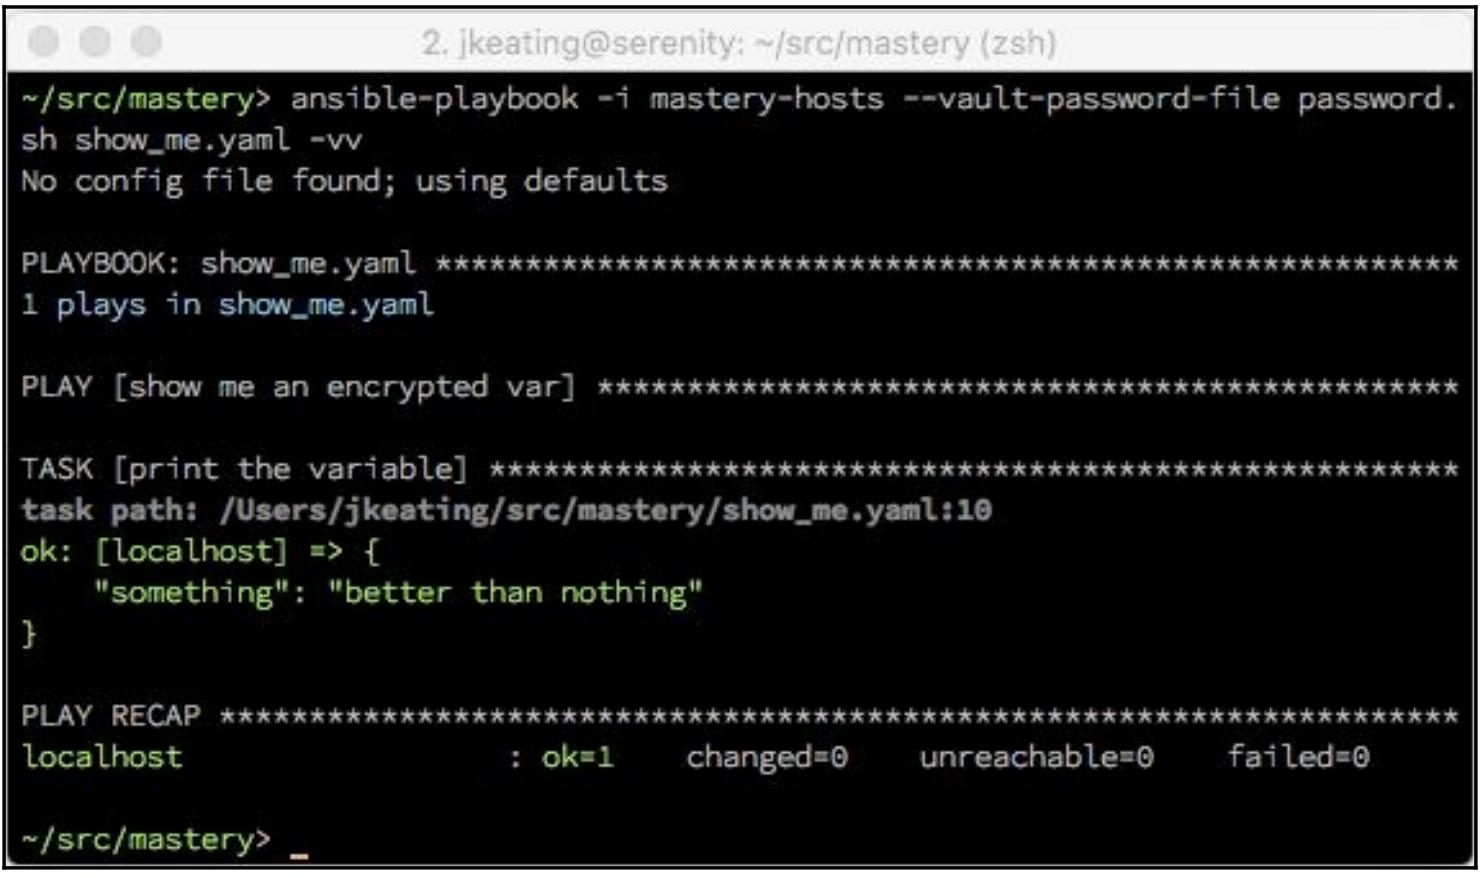 2. jkeating@serenity: ~/src/mastery (zsh)
~/src/mastery> ansible-playbook -i mastery-hosts --vault-password-file password.
sh show_me.yaml -vv
No config file found; using defaults
PLAYBOOK: show_me.yaml *********************************************************
1 plays in show_me.yaml
PLAY [show me an encrypted var] ************************************************
TASK [print the variable] ******************************************************
task path: /Users/jkeating/src/mastery/show_me.yaml:10
ok: [localhost] => {
    "something": "better than nothing"
}
PLAY RECAP *********************************************************************
localhost                  : ok=1    changed=0    unreachable=0    failed=0
~/src/mastery> _